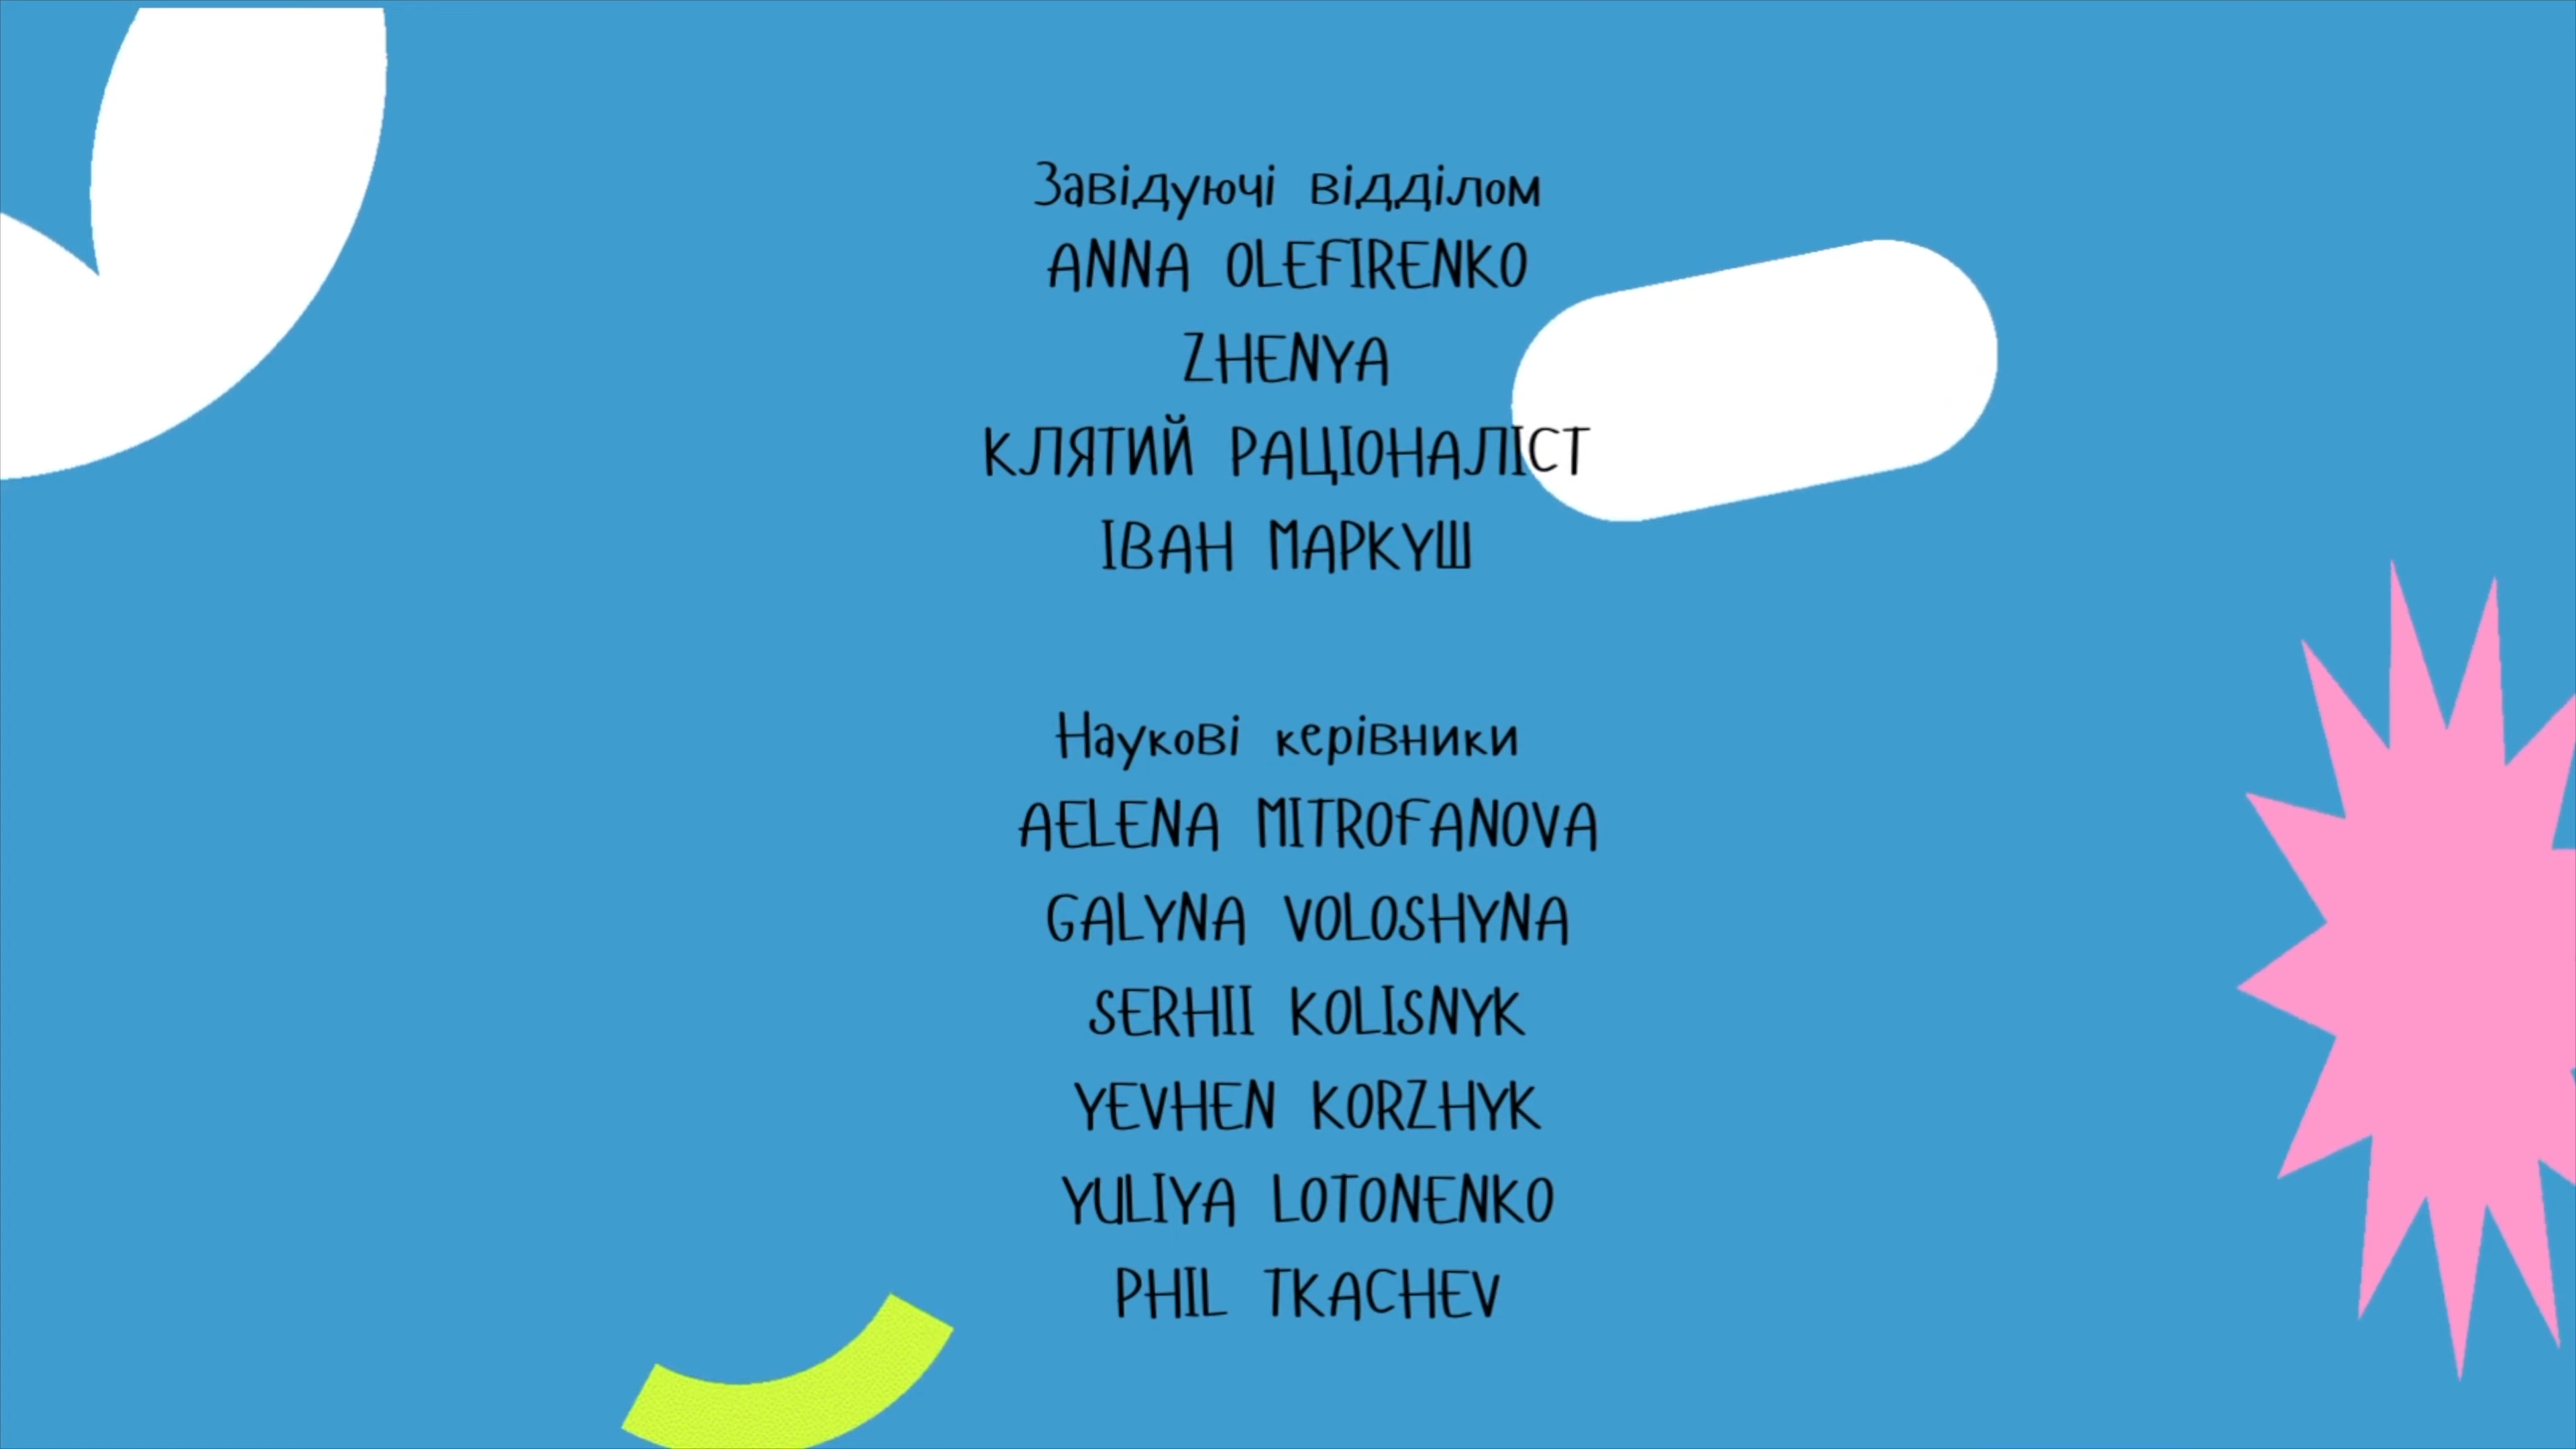 Завідуючі відділом
ANNA OLEFIRENKO
ZHENYA
КЛЯТИЙ РАЦІОНАЛІСТ
ІВАН МАРКУШ
Наукові керівники
AELENA MITROFANOVA
GALYNA VOLOSHYNA
SERHII KOLISNYK
YEVHEN KORZHYK
YULIYA LOTONENKO
PHIL TKACHEV